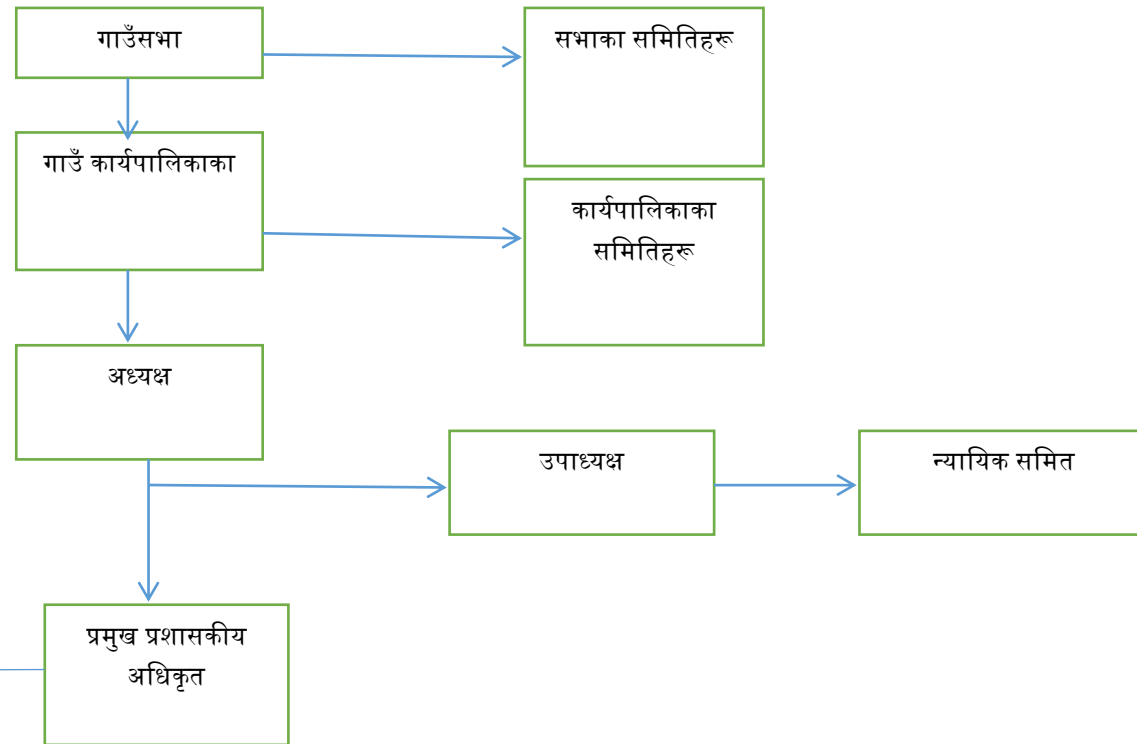 गाउँसभा
सभाका समितिहरू
गाउँ कार्यपालिकाका
कार्यपालिकाका
समितिहरू
अध्यक्ष
उपाध्यक्ष
न्यायिक समित
प्रमुख प्रशासकीय
अधिकृत